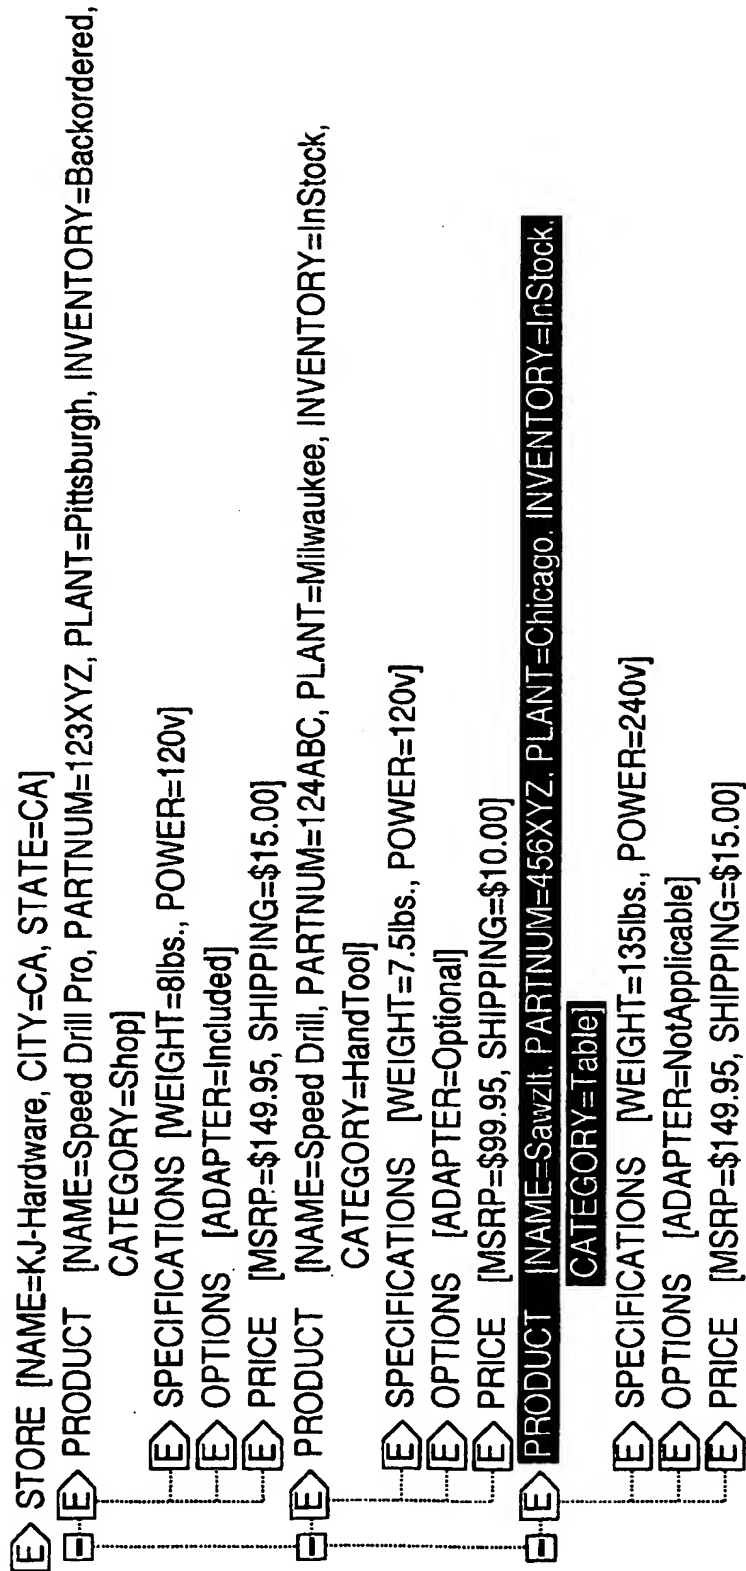 E STORE [NAME=KJ-Hardware, CITY=CA, STATE=CA]
E PRODUCT [NAME=Speed Drill Pro, PARTNUM=123XYZ, PLANT=Pittsburgh, INVENTORY=Backordered,
CATEGORY=Shop]
E SPECIFICATIONS [WEIGHT=8lbs., POWER=120v]
E OPTIONS [ADAPTER=Included]
E PRICE [MSRP=$149.95, SHIPPING=$15.00]
E PRODUCT [NAME=Speed Drill, PARTNUM=124ABC, PLANT=Milwaukee, INVENTORY=InStock,
CATEGORY=HandTool]
E SPECIFICATIONS [WEIGHT=7.5lbs., POWER=120v]
E OPTIONS [ADAPTER=Optional]
E PRICE [MSRP=$99.95, SHIPPING=$10.00]
E PRODUCT [NAME=SawzIt, PARTNUM=456XYZ, PLANT=Chicago, INVENTORY=InStock,
CATEGORY=Table]
E SPECIFICATIONS [WEIGHT=135lbs., POWER=240v]
E OPTIONS [ADAPTER=NotApplicable]
E PRICE [MSRP=$149.95, SHIPPING=$15.00]